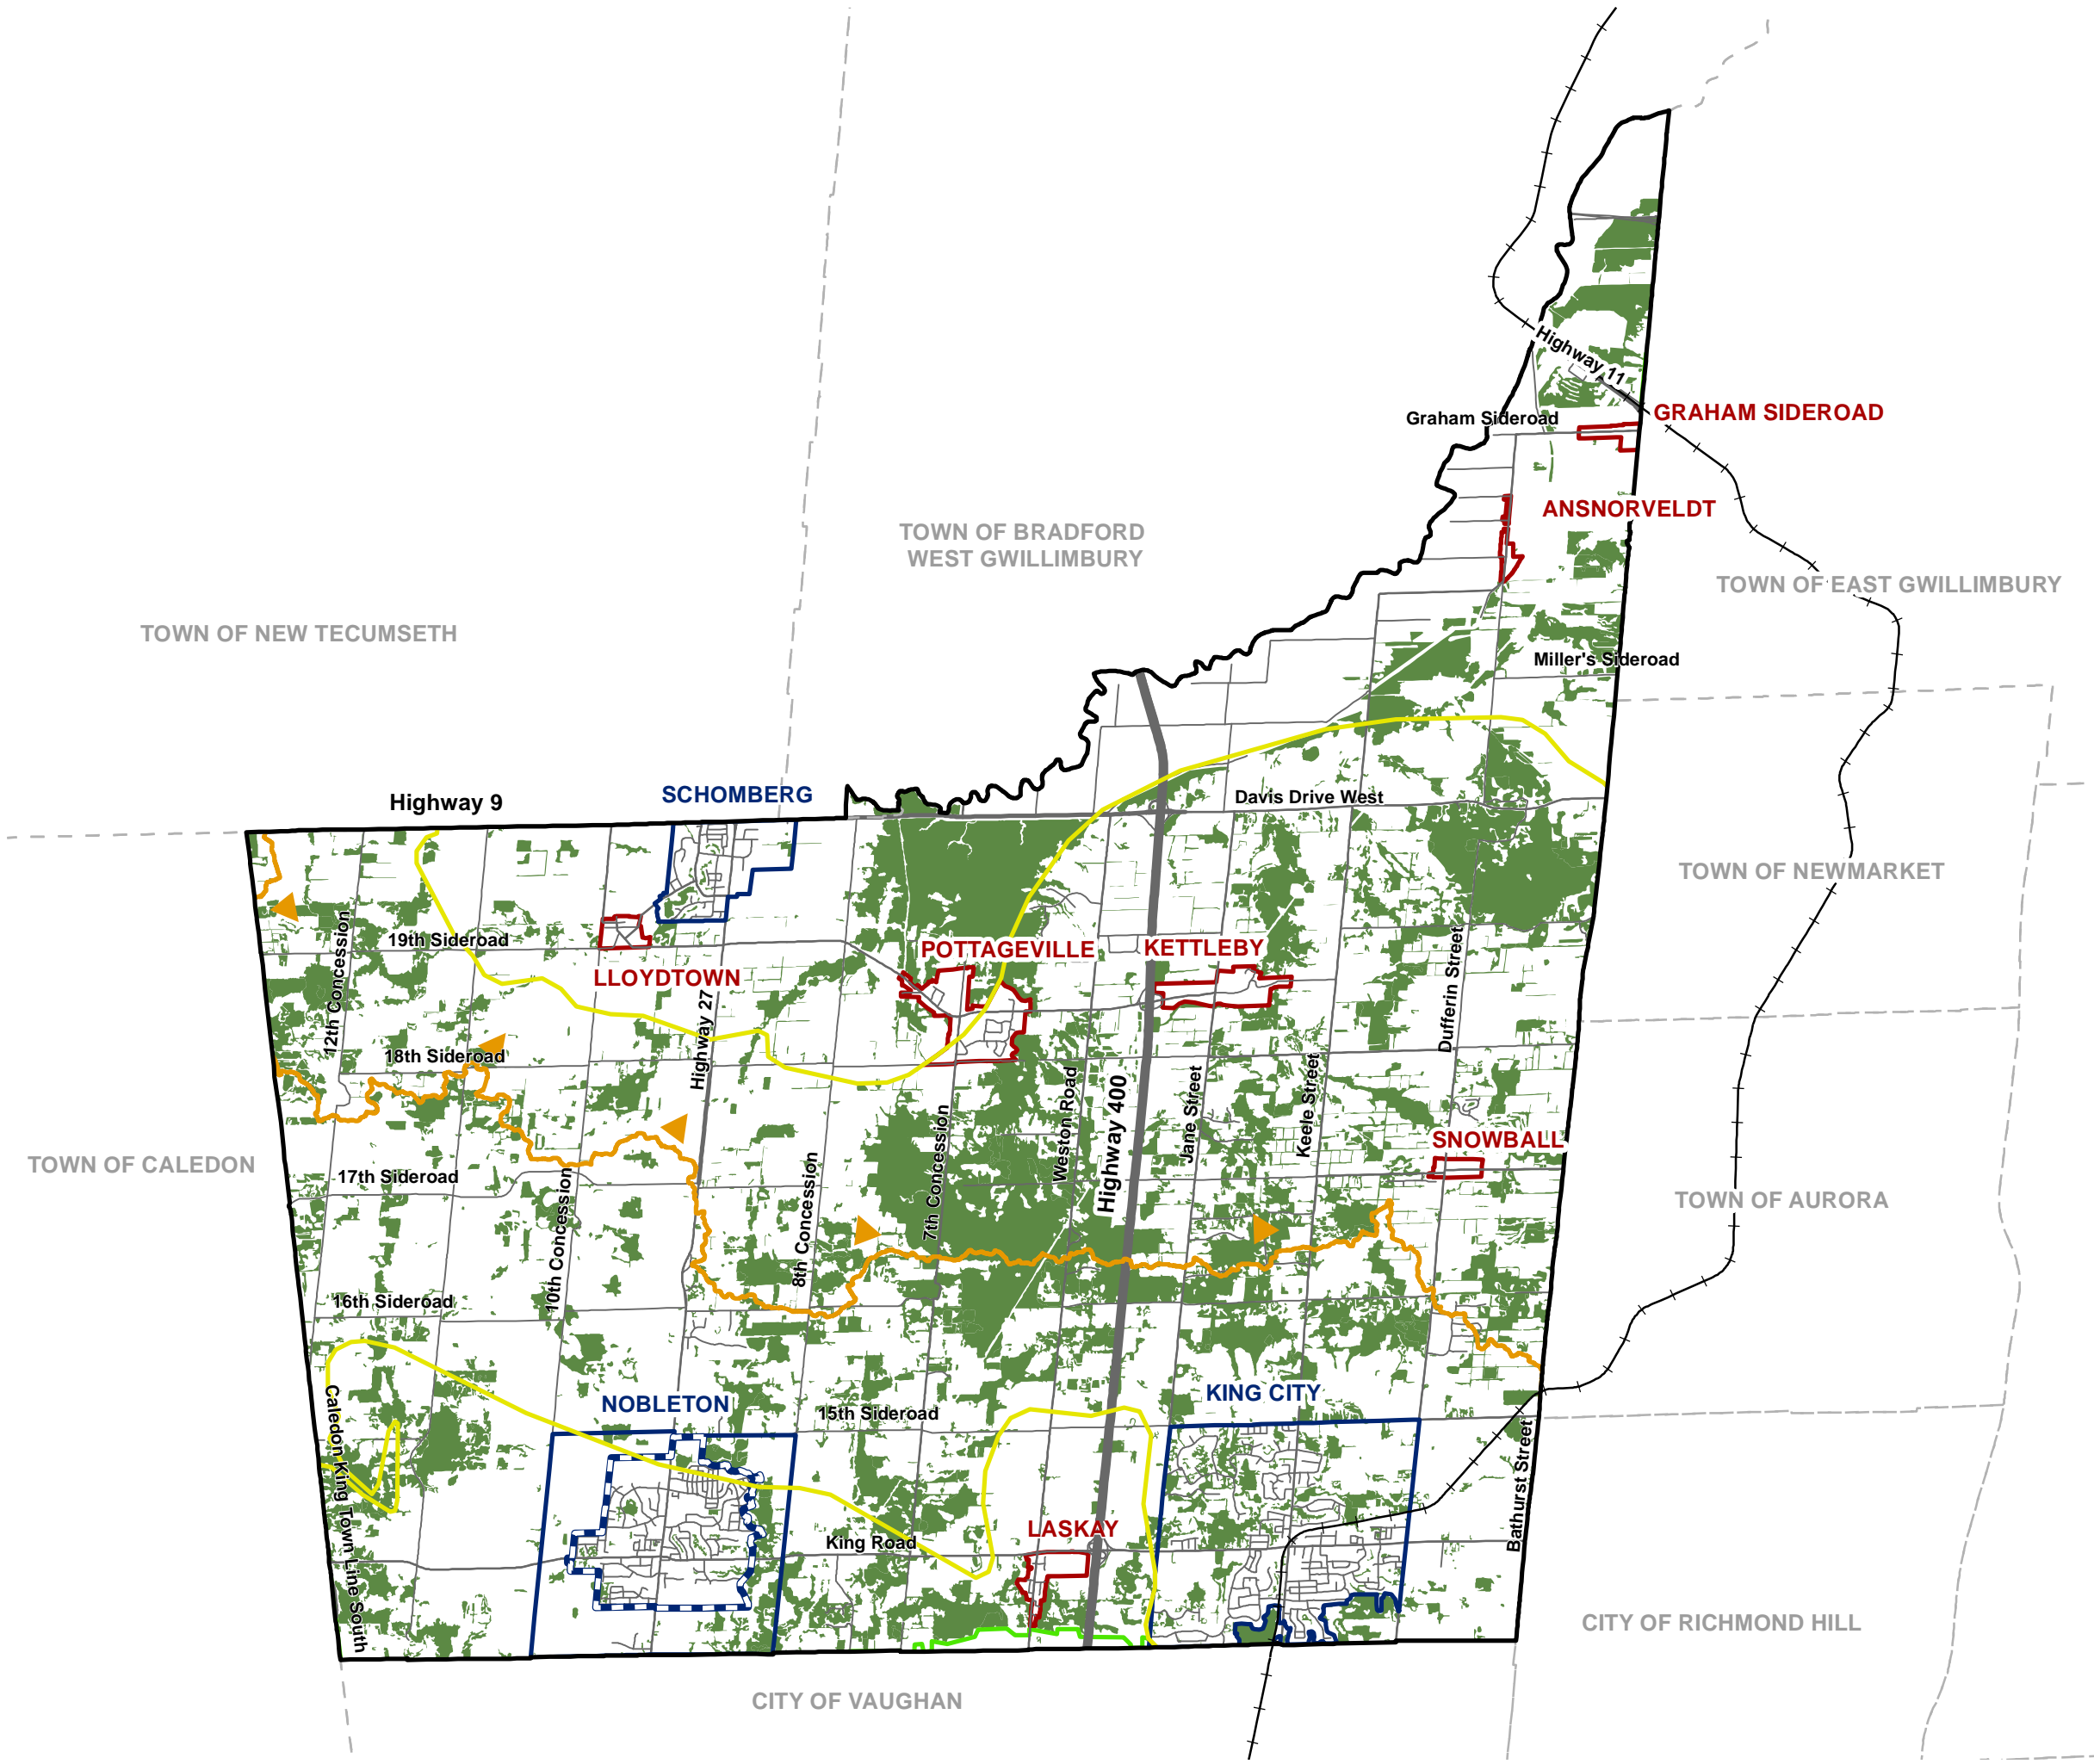 Highway 11
GRAHAM SIDEROAD
Graham Sideroad
ANSNORVELDT
TOWN OF BRADFORD
WEST GWILLIMBURY
TOWN OF EAST GWILLIMBURY
TOWN OF NEW TECUMSETH
Miller's Sideroad
SCHOMBERG
Highway 9
Davis Drive West
TOWN OF NEWMARKET
19th Sideroad
POTTAGEVILLE
KETTLEBY
LLOYDTOWN
12th Concession
Dufferin Street
Highway 27
18th Sideroad
Keele Street
Weston Road
Highway 400
Jane Street
SNOWBALL
TOWN OF CALEDON
17th Sideroad
7th Concession
TOWN OF AURORA
8th Concession
10th Concession
16th Sideroad
KING CITY
NOBLETON
15th Sideroad
Caledon King Town Line South
Bathurst Street
LASKAY
King Road
CITY OF RICHMOND HILL
CITY OF VAUGHAN